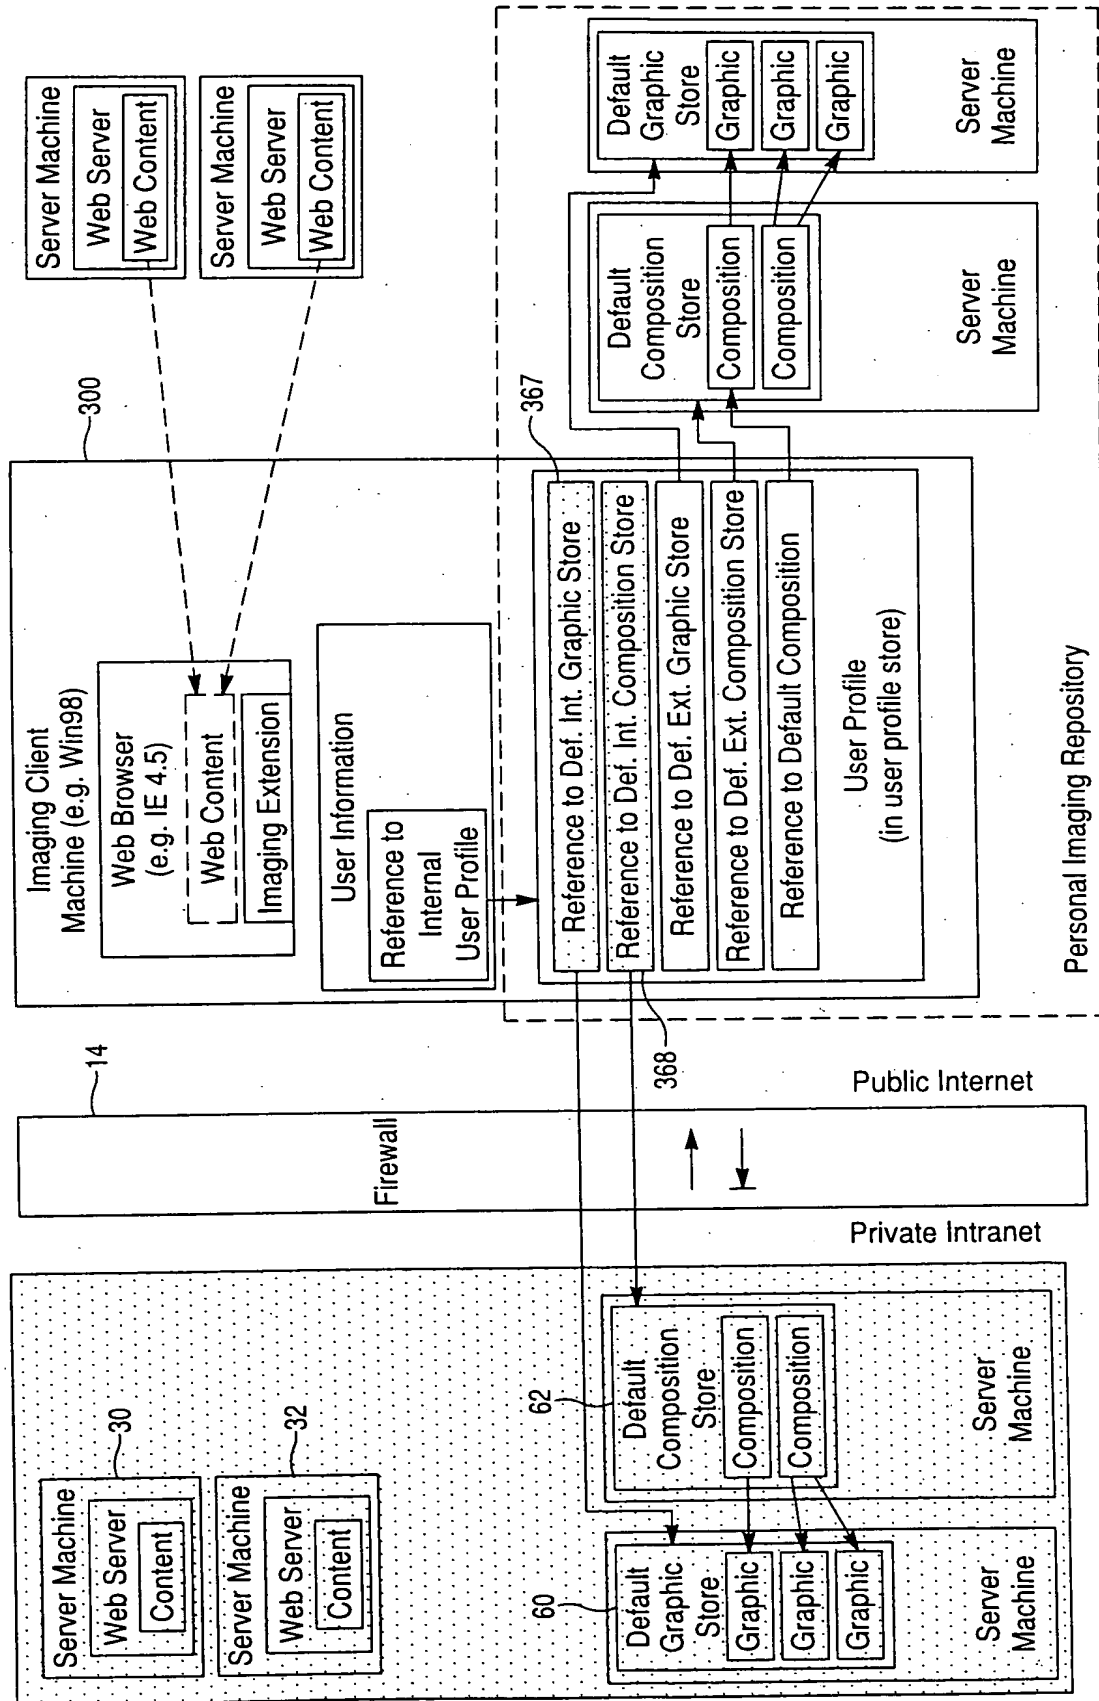 Server Machine
Web Server
Content
30
Server Machine
Web Server
Content
32
60
Default
Graphic
Store
Graphic
Graphic
Graphic
Server
Machine
62
Default
Composition
Store
Composition
Composition
Server
Machine
Private Intranet
Firewall
14
Public Internet
Imaging Client
Machine (e.g. Win98)
300
Web Browser
(e.g. IE 4.5)
Web Content
Imaging Extension
User Information
Reference to
Internal
User Profile
367
Reference to Def. Int. Graphic Store
Reference to Def. Int. Composition Store
368
Reference to Def. Ext. Graphic Store
Reference to Def. Ext. Composition Store
Reference to Default Composition
User Profile
(in user profile store)
Personal Imaging Repository
Server Machine
Web Server
Web Content
Server Machine
Web Server
Web Content
Default
Composition
Store
Composition
Composition
Server
Machine
Default
Graphic
Store
Graphic
Graphic
Graphic
Server
Machine